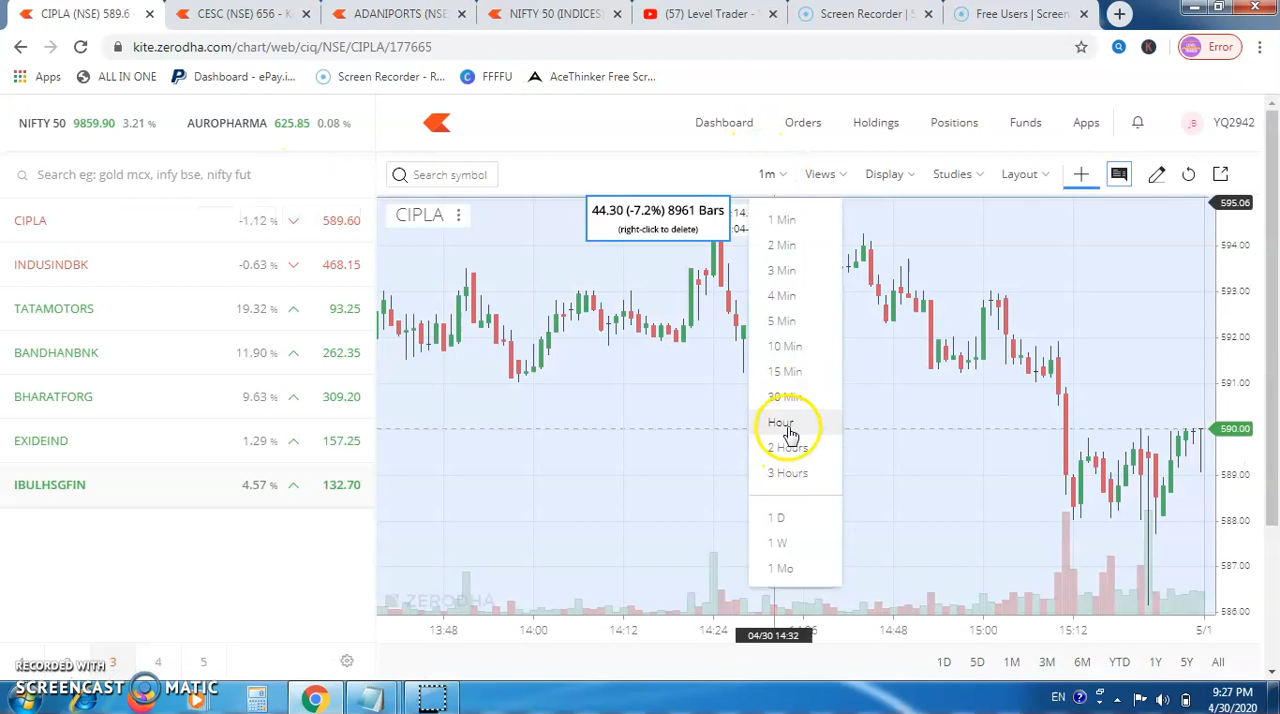 CIPLA (NSE) 589.6
CESC (NSE) 656 - K
ADANIPORTS (NSE
NIFTY 50 (INDICES)
(57) Level Trader -
Screen Recorder | S
Free Users | Screen
kite.zerodha.com/chart/web/ciq/NSE/CIPLA/177665
Error
Apps
ALL IN ONE
Dashboard - ePay.i...
Screen Recorder - R...
FFFFU
AceThinker Free Scr...
NIFTY 50 9859.90 3.21 %
AUROPHARMA 625.85 0.08 %
Dashboard
Orders
Holdings
Positions
Funds
Apps
YQ2942
Search eg: gold mcx, infy bse, nifty fut
Search symbol
1m
Views
Display
Studies
Layout
CIPLA -1.12 % 589.60
INDUSINDBK -0.63 % 468.15
TATAMOTORS 19.32 % 93.25
BANDHANBNK 11.90 % 262.35
BHARATFORG 9.63 % 309.20
EXIDEIND 1.29 % 157.25
IBULHSGFIN 4.57 % 132.70
CIPLA
44.30 (-7.2%) 8961 Bars
(right-click to delete)
1 Min
2 Min
3 Min
4 Min
5 Min
10 Min
15 Min
30 Min
Hour
2 Hours
3 Hours
1 D
1 W
1 Mo
595.06
594.00
593.00
592.00
591.00
590.00
589.00
588.00
587.00
586.00
ZERODHA
13:48
14:00
14:12
14:24
04/30 14:32
14:48
15:00
15:12
5/1
3
4
5
1D
5D
1M
3M
6M
YTD
1Y
5Y
All
RECORDED WITH
SCREENCAST MATIC
EN
9:27 PM
4/30/2020